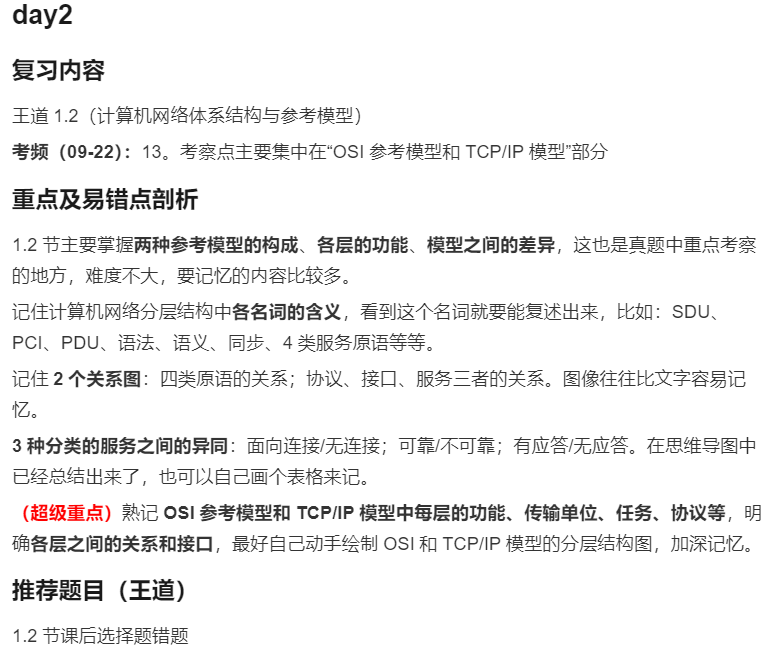 day2
复习内容
王道 1.2（计算机网络体系结构与参考模型）
考频（09-22）：13。考察点主要集中在“OSI 参考模型和 TCP/IP 模型”部分
重点及易错点剖析
1.2 节主要掌握两种参考模型的构成、各层的功能、模型之间的差异，这也是真题中重点考察
的地方，难度不大，要记忆的内容比较多。
记住计算机网络分层结构中各名词的含义，看到这个名词就要能复述出来，比如：SDU、
PCI、PDU、语法、语义、同步、4 类服务原语等等。
记住 2 个关系图：四类原语的关系；协议、接口、服务三者的关系。图像往往比文字容易记
忆。
3 种分类的服务之间的异同：面向连接/无连接；可靠/不可靠；有应答/无应答。在思维导图中
已经总结出来了，也可以自己画个表格来记。
（超级重点）熟记 OSI 参考模型和 TCP/IP 模型中每层的功能、传输单位、任务、协议等，明
确各层之间的关系和接口，最好自己动手绘制 OSI 和 TCP/IP 模型的分层结构图，加深记忆。
推荐题目（王道）
1.2 节课后选择题错题